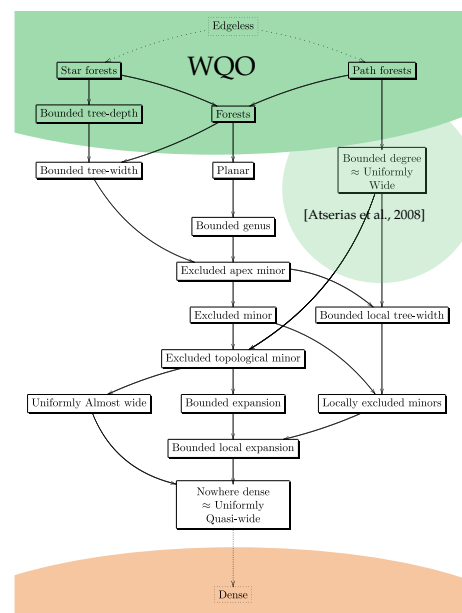 Edgeless
Star forests
WQO
Path forests
Bounded tree-depth
Forests
Bounded tree-width
Planar
Bounded degree
≈ Uniformly
Wide
[Atserias et al., 2008]
Bounded genus
Excluded apex minor
Excluded minor
Bounded local tree-width
Excluded topological minor
Uniformly Almost wide
Bounded expansion
Locally excluded minors
Bounded local expansion
Nowhere dense
≈ Uniformly
Quasi-wide
Dense